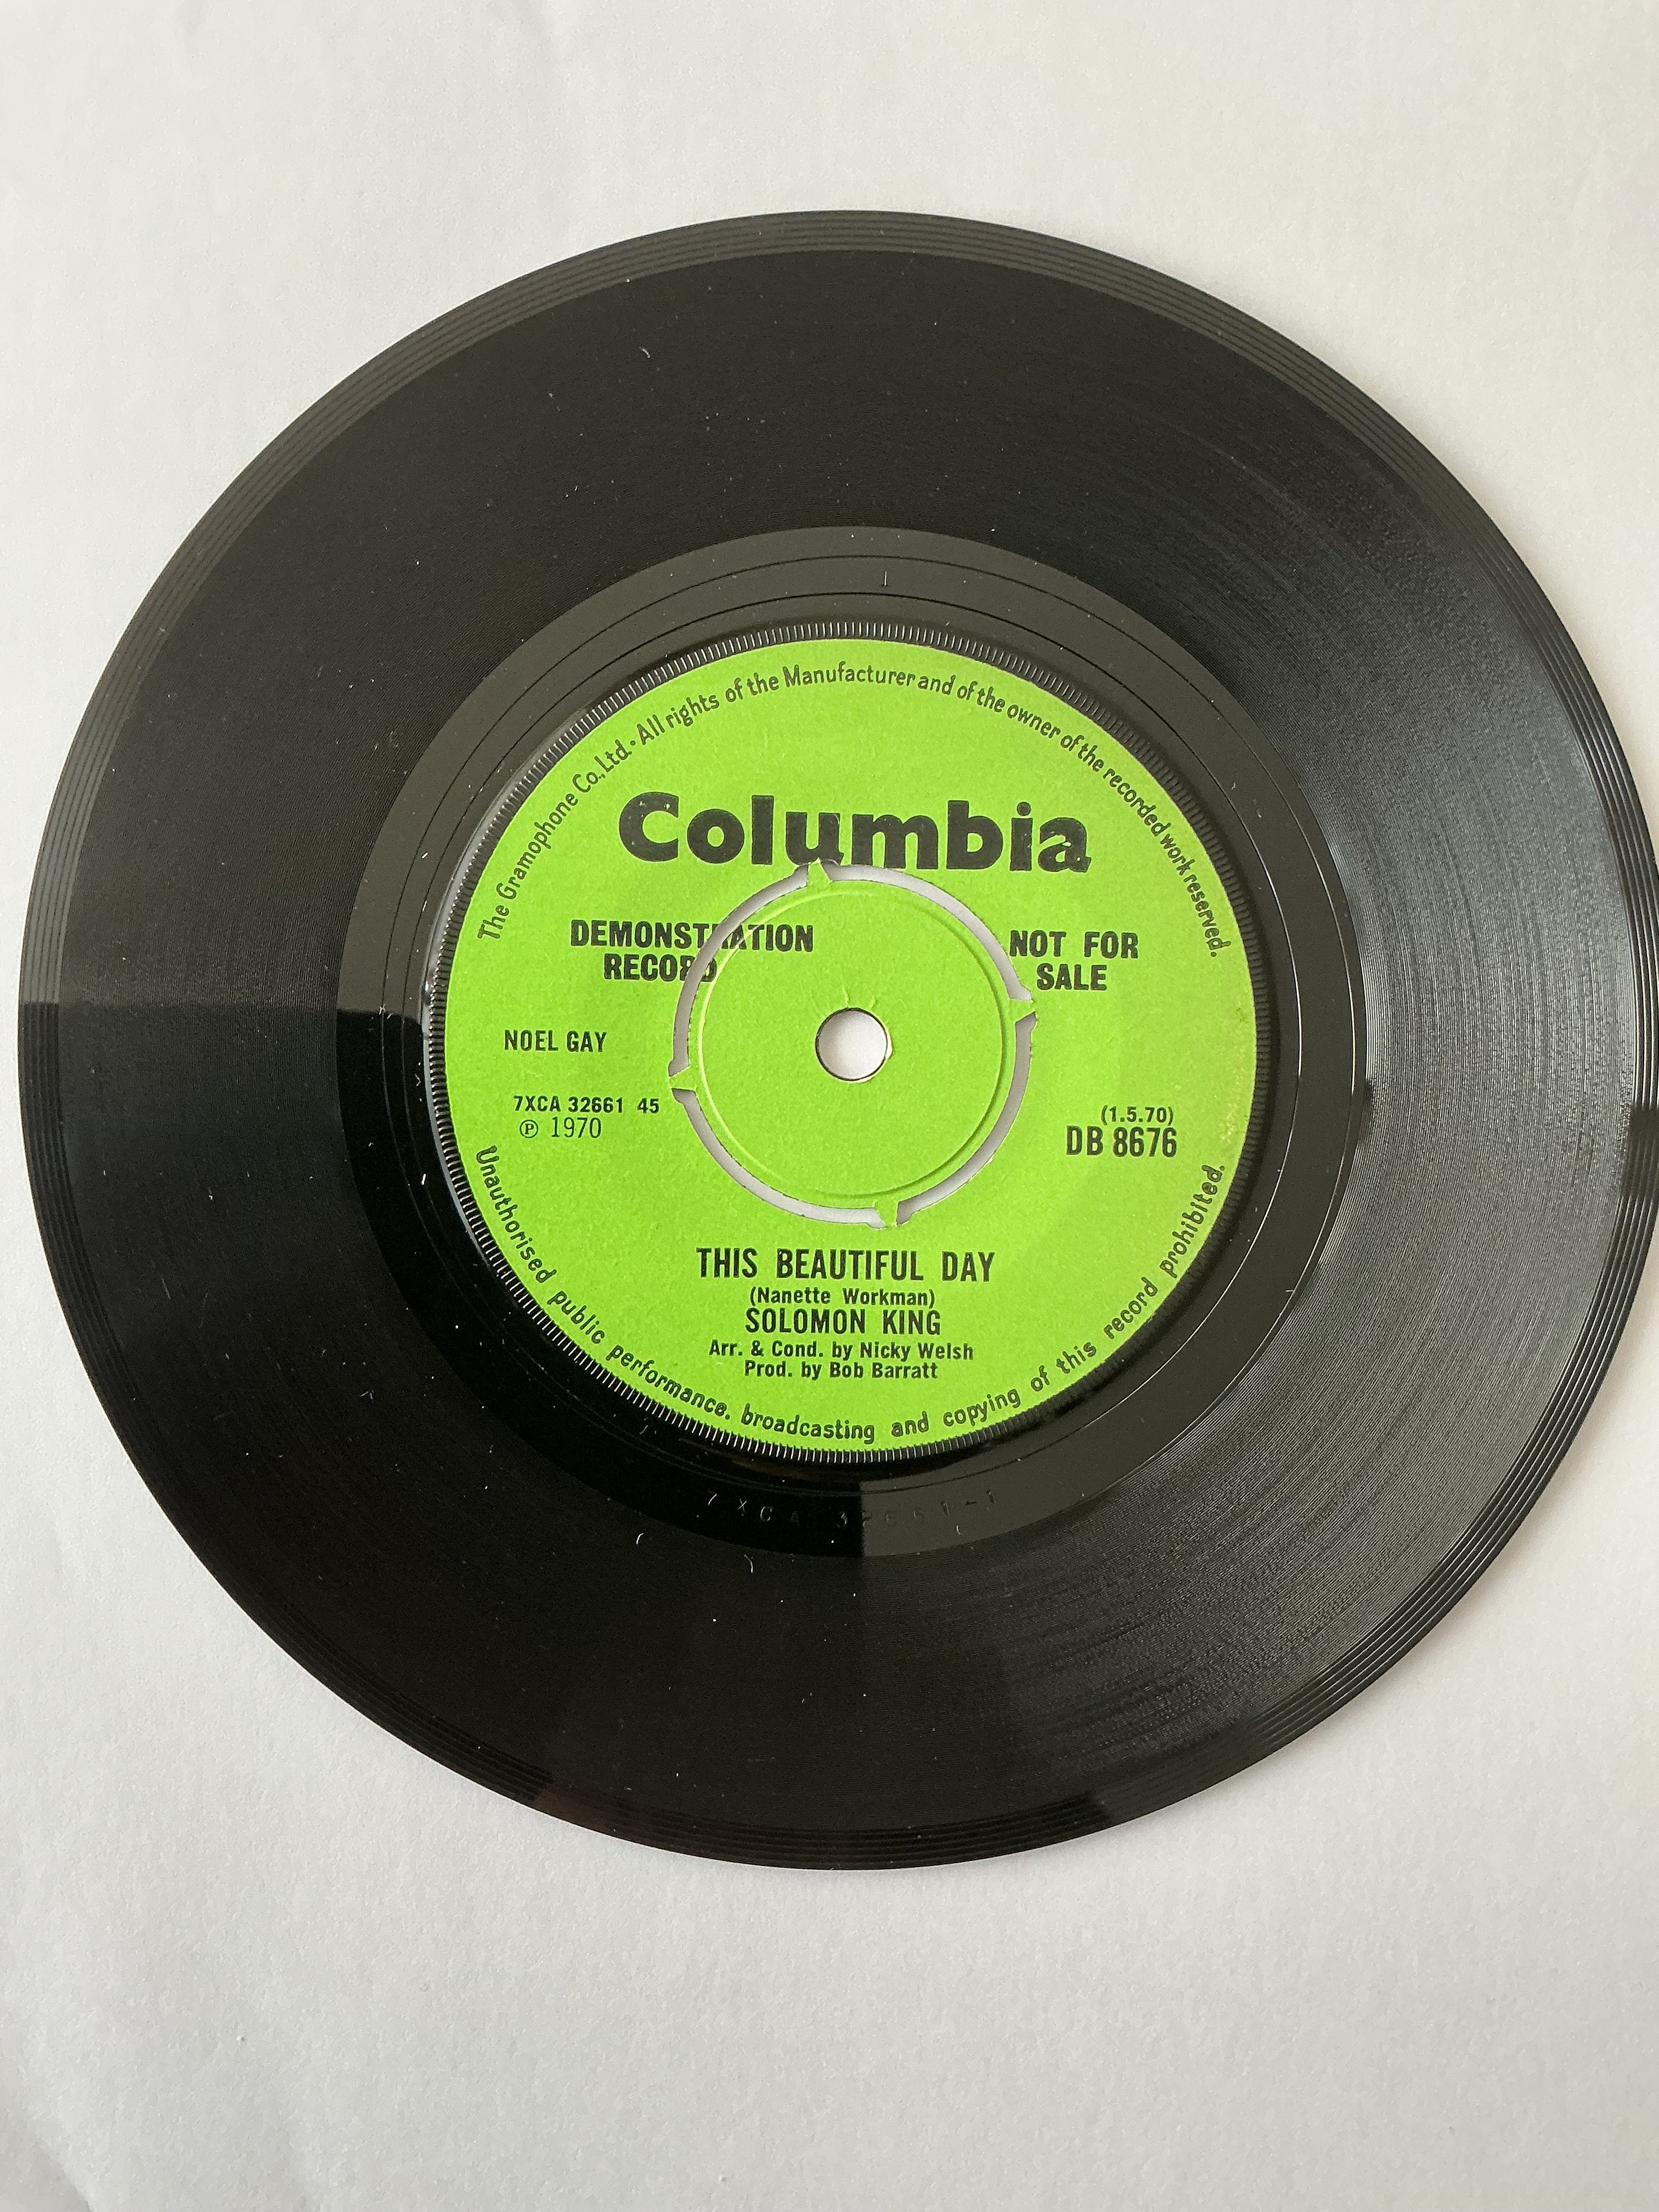 The Gramophone Co. Ltd. · All rights of the Manufacturer and of the owner of the recorded work reserved.
Columbia
DEMONSTRATION
RECORD
NOT FOR
SALE
NOEL GAY
7XCA 32661 45
℗ 1970
(1.5.70)
DB 8676
THIS BEAUTIFUL DAY
(Nanette Workman)
SOLOMON KING
Arr. & Cond. by Nicky Welsh
Prod. by Bob Barratt
Unauthorised public performance, broadcasting and copying of this record prohibited.
7XCA 32661-1